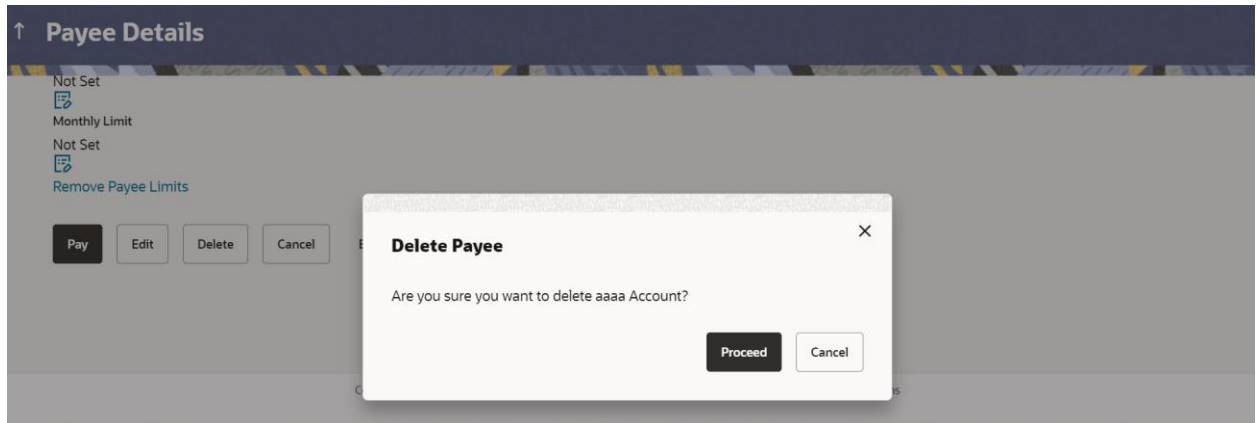 Payee Details
Not Set
Monthly Limit
Not Set
Remove Payee Limits
Pay
Edit
Delete
Cancel
Delete Payee
Are you sure you want to delete aaaa Account?
Proceed
Cancel